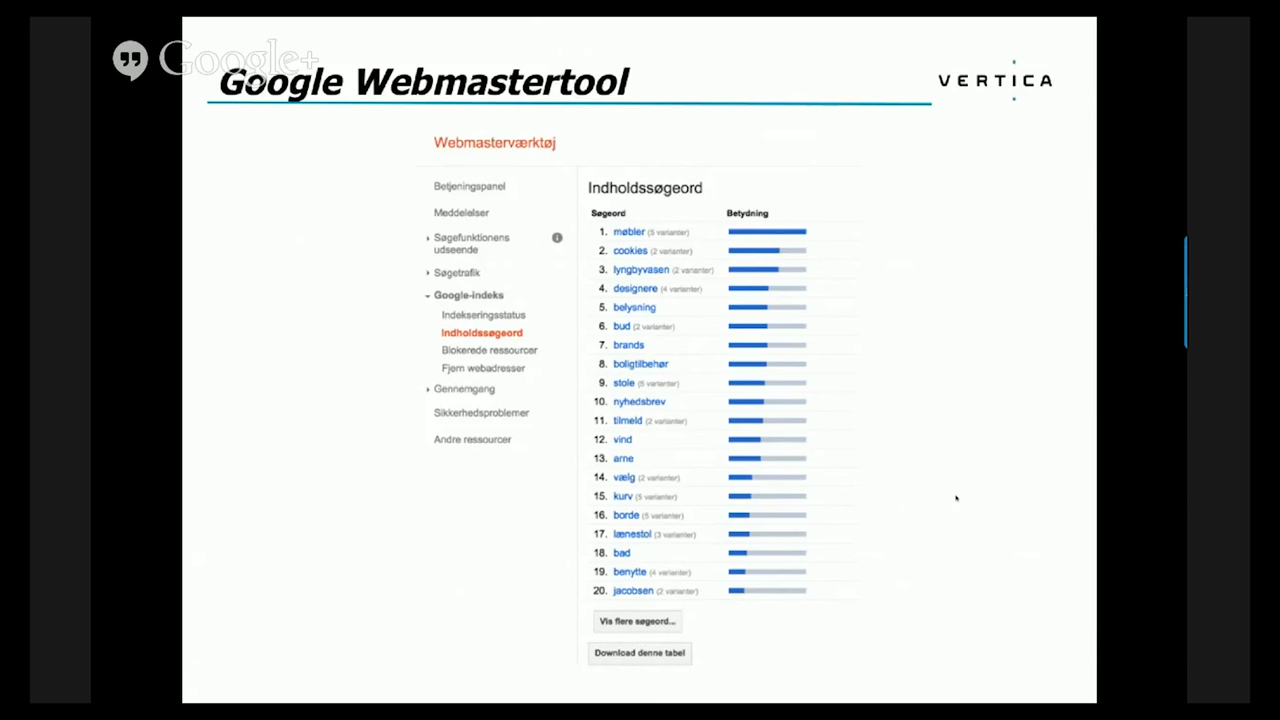 Google+
Google Webmastertool
VERTICA
Webmasterværktøj
Betjeningspanel
Meddelelser
Søgefunktionens
udseende
Søgetrafik
Google-indeks
Indekseringsstatus
Indholdssøgeord
Blokerede ressourcer
Fjern webadresser
Gennemgang
Sikkerhedsproblemer
Andre ressourcer
Indholdssøgeord
Søgeord Betydning
1. møbler (5 varianter)
2. cookies (2 varianter)
3. lyngbyvasen (2 varianter)
4. designere (4 varianter)
5. belysning
6. bud (2 varianter)
7. brands
8. boligtilbehør
9. stole (5 varianter)
10. nyhedsbrev
11. tilmeld (2 varianter)
12. vind
13. arne
14. vælg (2 varianter)
15. kurv (5 varianter)
16. borde (5 varianter)
17. lænestol (3 varianter)
18. bad
19. benytte (4 varianter)
20. jacobsen (2 varianter)
Vis flere søgeord...
Download denne tabel